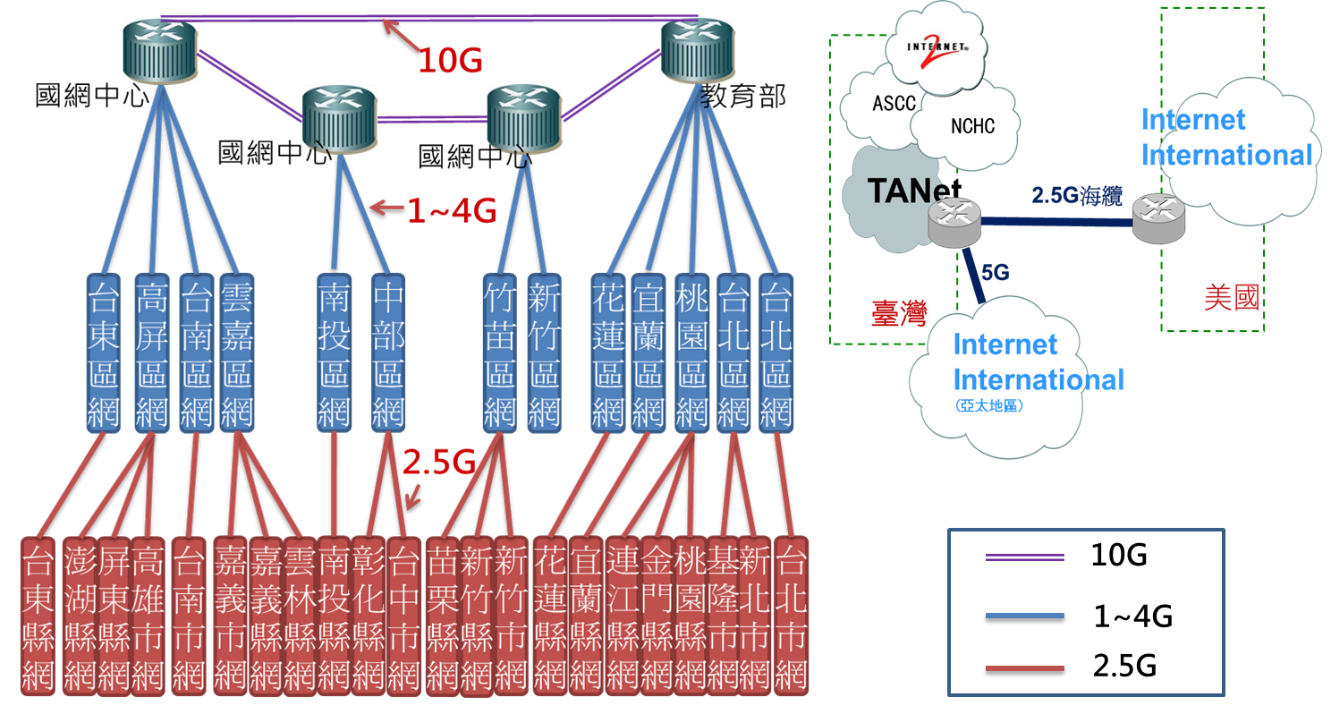 10G
國網中心
教育部
國網中心
國網中心
1~4G
台東區網
高屏區網
台南區網
雲嘉區網
南投區網
中部區網
竹苗區網
新竹區網
花蓮區網
宜蘭區網
桃園區網
台北區網
台北區網
2.5G
台東縣網
澎湖縣網
屏東縣網
高雄市網
台南市網
嘉義市網
嘉義縣網
雲林縣網
南投縣網
彰化縣網
台中市網
苗栗縣網
新竹縣網
新竹市網
花蓮縣網
宜蘭縣網
連江縣網
金門縣網
桃園縣網
基隆市網
新北市網
台北市網
INTERNET®
2
ASCC
NCHC
TANet
2.5G海纜
5G
臺灣
Internet
International
美國
Internet
International
(亞太地區)
10G
1~4G
2.5G